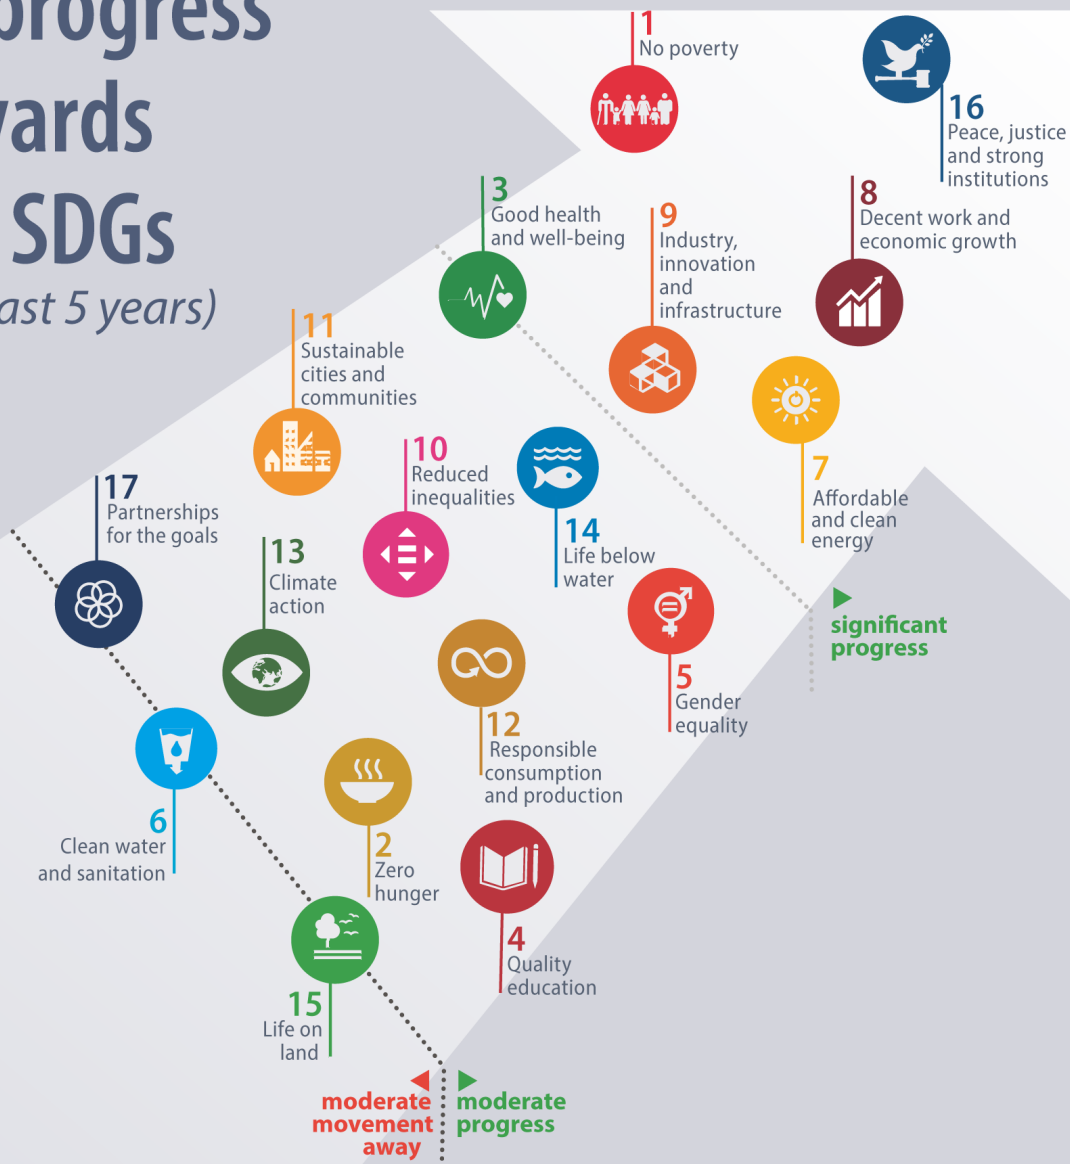 progress
wards
SDGs
ast 5 years)
1
No poverty
16
Peace, justice
and strong
institutions
3
Good health
and well-being
9
Industry,
innovation
and
infrastructure
8
Decent work and
economic growth
11
Sustainable
cities and
communities
10
Reduced
inequalities
14
Life below
water
7
Affordable
and clean
energy
17
Partnerships
for the goals
13
Climate
action
significant
progress
5
Gender
equality
12
Responsible
consumption
and production
6
Clean water
and sanitation
2
Zero
hunger
4
Quality
education
15
Life on
land
moderate
movement
away
moderate
progress